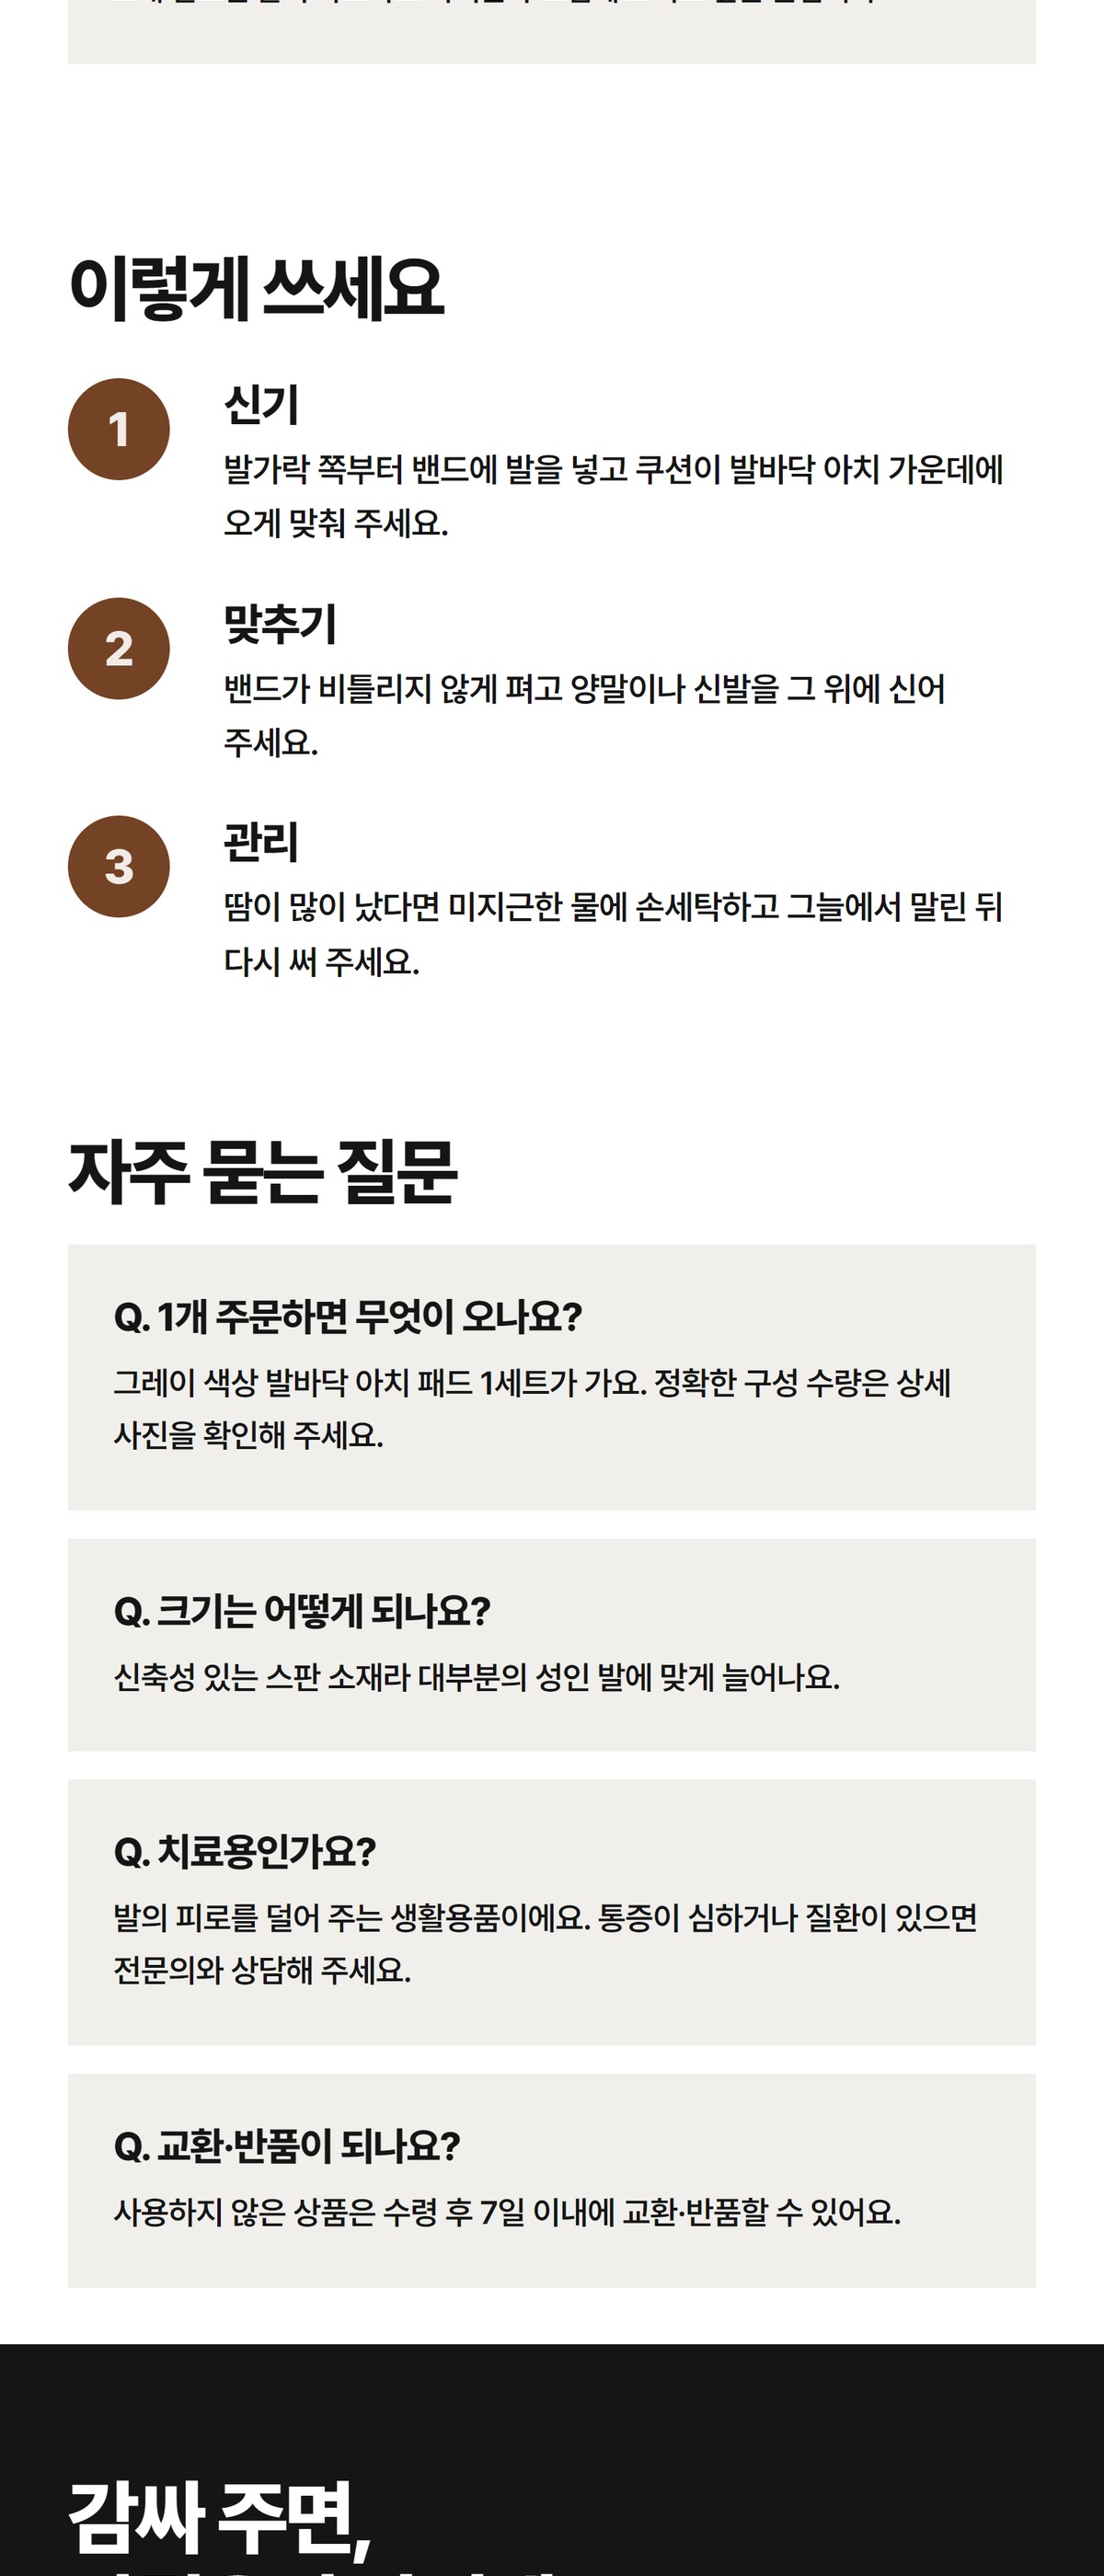 이렇게 쓰세요
1
신기
발가락 쪽부터 밴드에 발을 넣고 쿠션이 발바닥 아치 가운데에
오게 맞춰 주세요.
2
맞추기
밴드가 비틀리지 않게 펴고 양말이나 신발을 그 위에 신어
주세요.
3
관리
땀이 많이 났다면 미지근한 물에 손세탁하고 그늘에서 말린 뒤
다시 써 주세요.
자주 묻는 질문
Q. 1개 주문하면 무엇이 오나요?
그레이 색상 발바닥 아치 패드 1세트가 가요. 정확한 구성 수량은 상세
사진을 확인해 주세요.
Q. 크기는 어떻게 되나요?
신축성 있는 스판 소재라 대부분의 성인 발에 맞게 늘어나요.
Q. 치료용인가요?
발의 피로를 덜어 주는 생활용품이에요. 통증이 심하거나 질환이 있으면
전문의와 상담해 주세요.
Q. 교환·반품이 되나요?
사용하지 않은 상품은 수령 후 7일 이내에 교환·반품할 수 있어요.
감싸 주면,